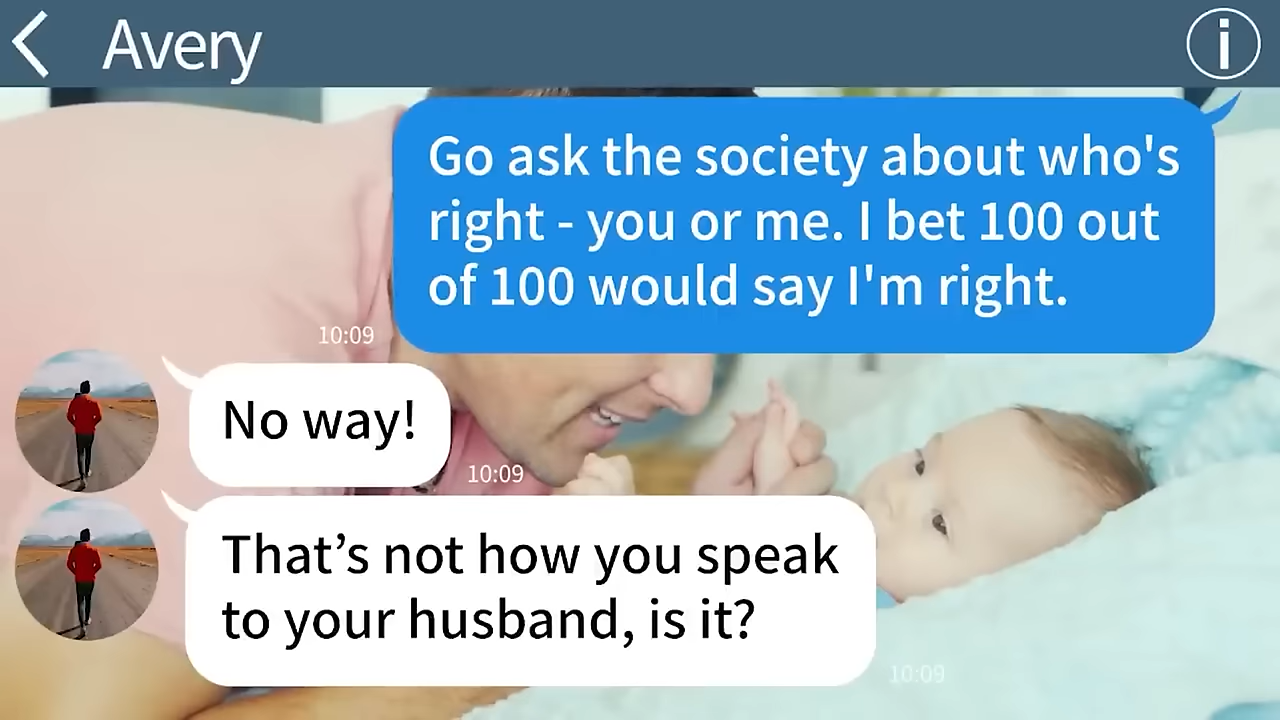 Avery
Go ask the society about who's
right - you or me. I bet 100 out
of 100 would say I'm right.
10:09
No way!
10:09
That’s not how you speak
to your husband, is it?
10:09